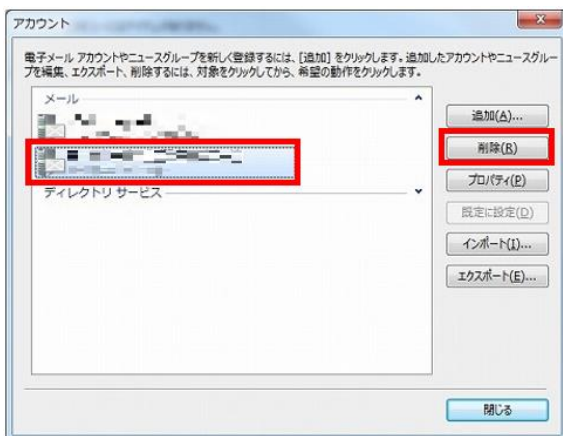 アカウント
電子メール アカウントやニュースグループを新しく登録するには、[追加] をクリックします。追加したアカウントやニュースグルー
プを編集、エクスポート、削除するには、対象をクリックしてから、希望の動作をクリックします。
メール
追加(A)...
削除(R)
プロパティ(P)
ディレクトリ サービス
既定に設定(D)
インポート(I)...
エクスポート(E)...
閉じる